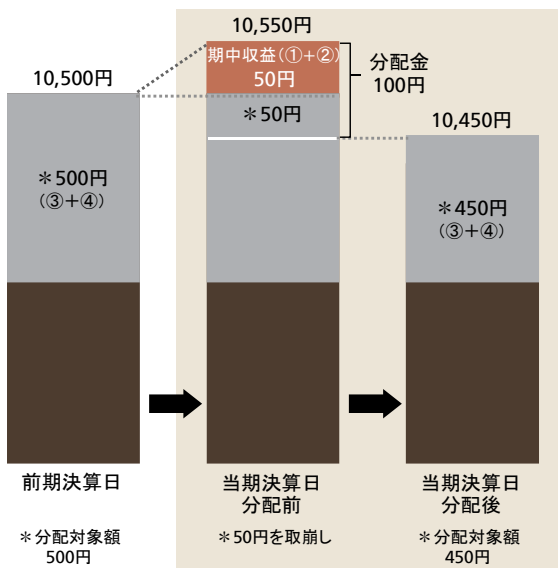 10,500円
＊500円
（③＋④）
前期決算日
＊分配対象額
500円
10,550円
期中収益（①＋②）
50円
＊50円
分配金
100円
当期決算日
分配前
＊50円を取崩し
10,450円
＊450円
（③＋④）
当期決算日
分配後
＊分配対象額
450円